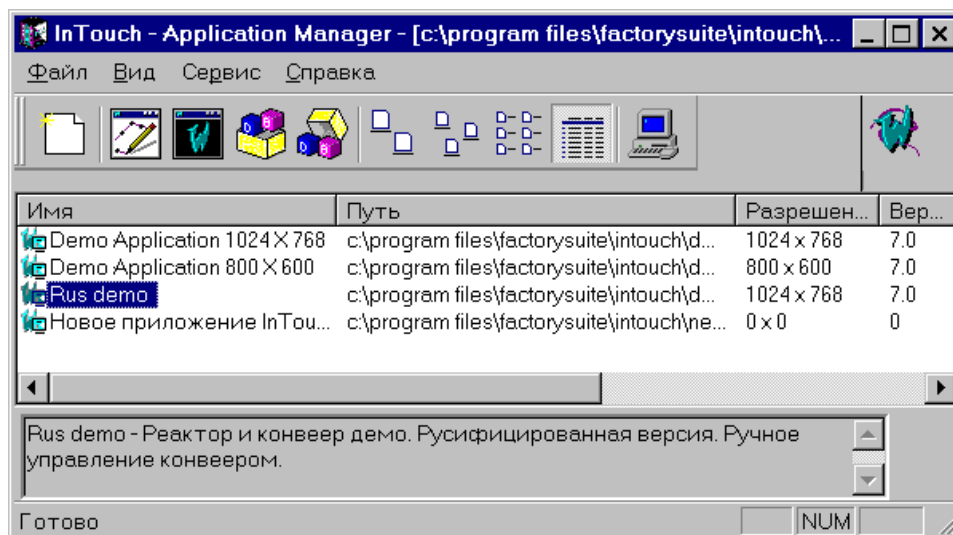 InTouch - Application Manager - [c:\program files\factorysuite\intouch\...
Файл Вид Сервис Справка
Имя Путь Разрешен... Вер...
Demo Application 1024 X 768 c:\program files\factorysuite\intouch\d... 1024 x 768 7.0
Demo Application 800 X 600 c:\program files\factorysuite\intouch\d... 800 x 600 7.0
Rus demo c:\program files\factorysuite\intouch\d... 1024 x 768 7.0
Новое приложение InTou... c:\program files\factorysuite\intouch\ne... 0 x 0 0
Rus demo - Реактор и конвеер демо. Русифицированная версия. Ручное
управление конвеером.
Готово NUM